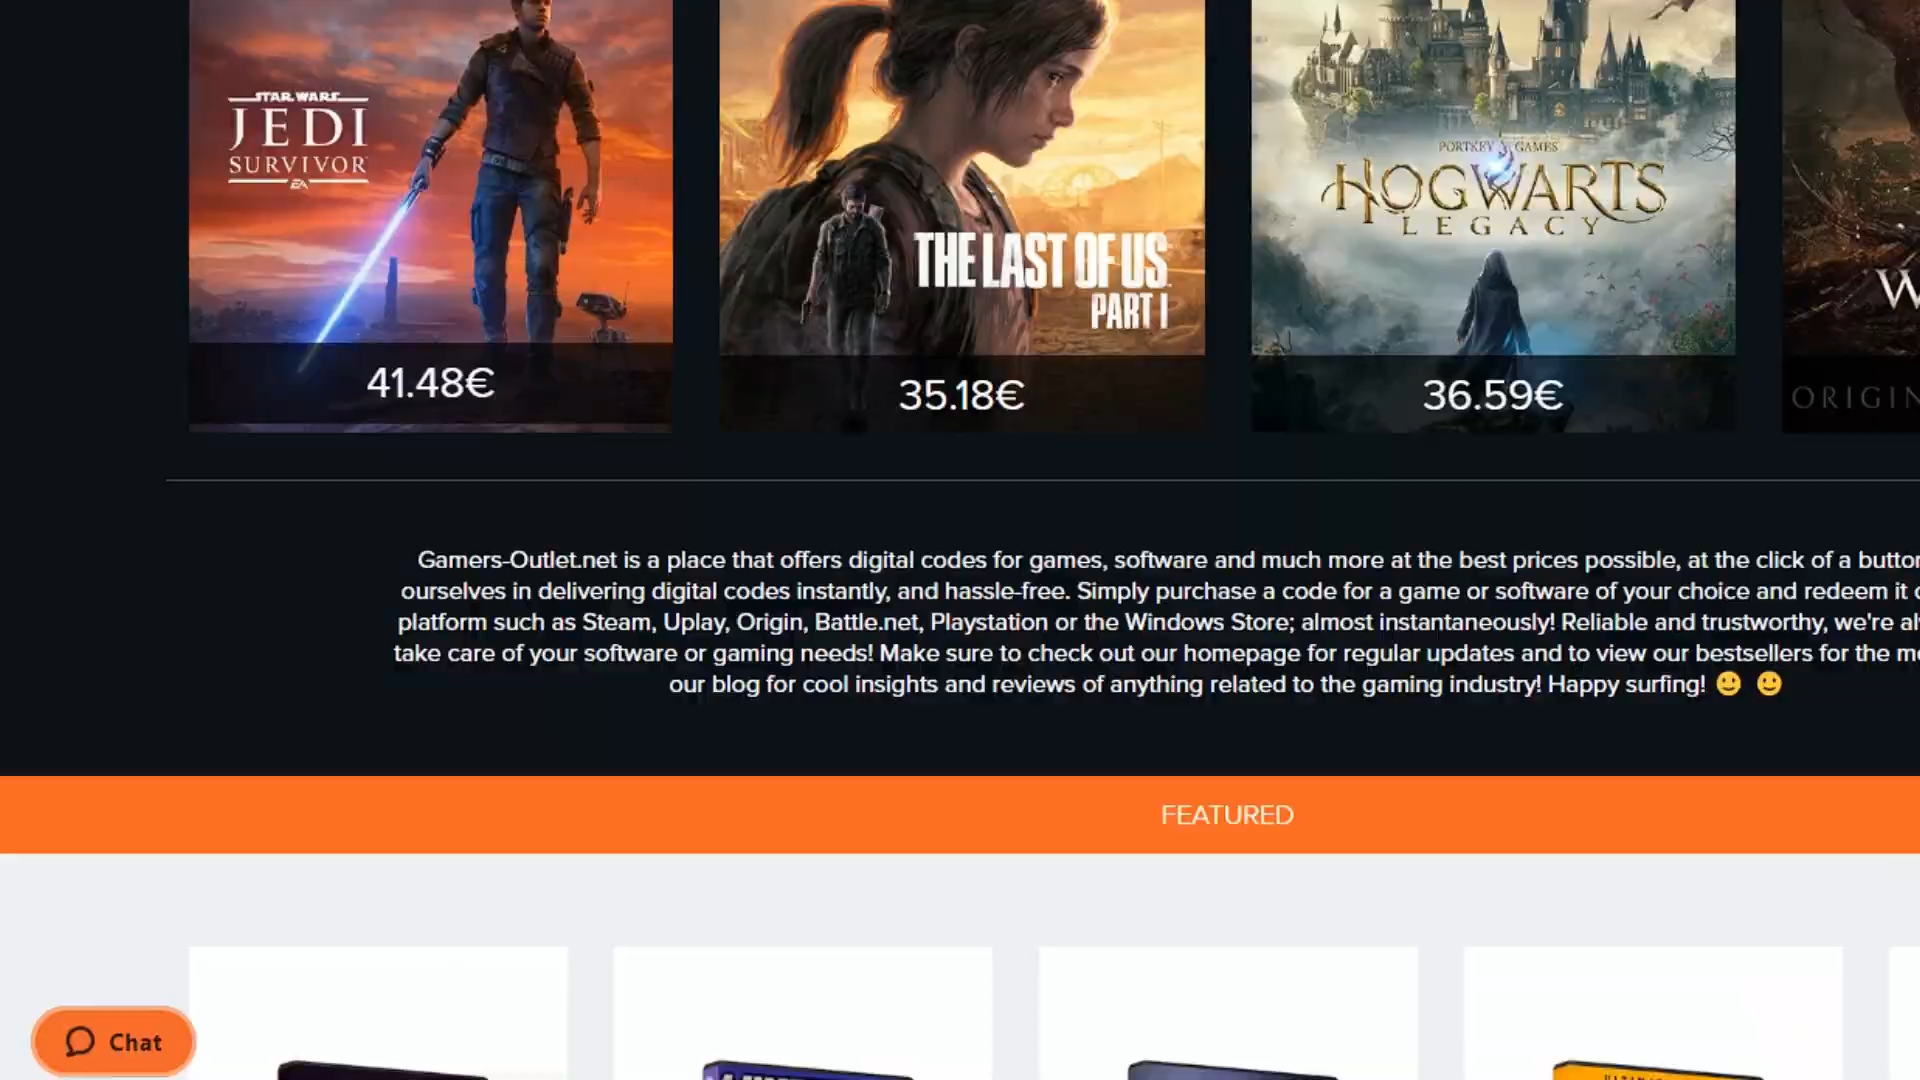 STAR WARS
JEDI
SURVIVOR
EA
THE LAST OF US
PART I
PORTKEY GAMES
HOGWARTS
LEGACY
W
41.48€
35.18€
36.59€
ORIGIN
Gamers-Outlet.net is a place that offers digital codes for games, software and much more at the best prices possible, at the click of a button
ourselves in delivering digital codes instantly, and hassle-free. Simply purchase a code for a game or software of your choice and redeem it
platform such as Steam, Uplay, Origin, Battle.net, Playstation or the Windows Store; almost instantaneously! Reliable and trustworthy, we're
take care of your software or gaming needs! Make sure to check out our homepage for regular updates and to view our bestsellers for the
our blog for cool insights and reviews of anything related to the gaming industry! Happy surfing! 🙂 🙂
FEATURED
Chat